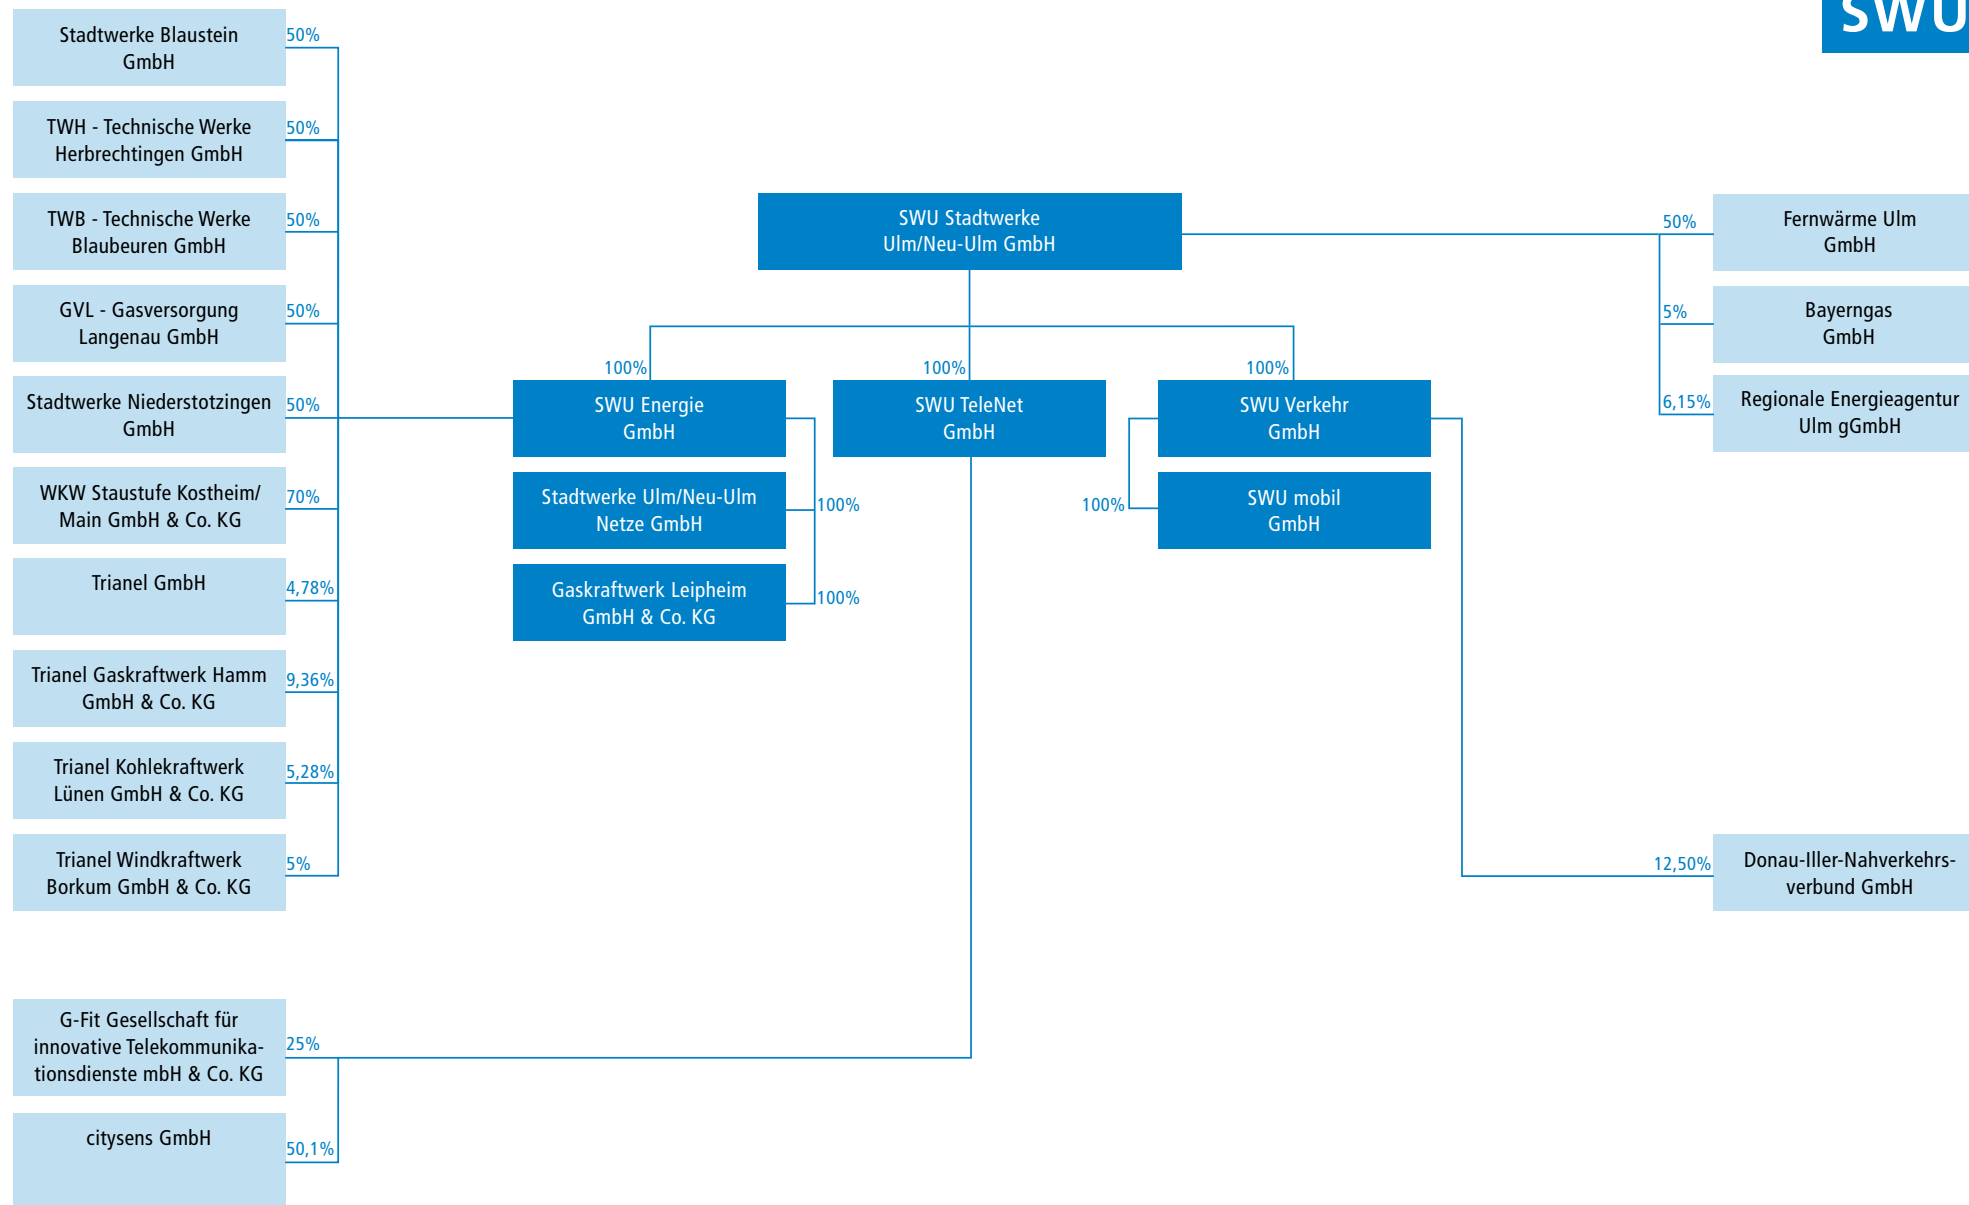 SWU
Stadtwerke Blaustein
GmbH
50%
TWH - Technische Werke
Herbrechtingen GmbH
50%
TWB - Technische Werke
Blaubeuren GmbH
50%
GVL - Gasversorgung
Langenau GmbH
50%
Stadtwerke Niederstotzingen
GmbH
50%
WKW Staustufe Kostheim/
Main GmbH & Co. KG
70%
Trianel GmbH
4,78%
Trianel Gaskraftwerk Hamm
GmbH & Co. KG
9,36%
Trianel Kohlekraftwerk
Lünen GmbH & Co. KG
5,28%
Trianel Windkraftwerk
Borkum GmbH & Co. KG
5%
G-Fit Gesellschaft für
innovative Telekommunika-
tionsdienste mbH & Co. KG
25%
citysens GmbH
50,1%
SWU Stadtwerke
Ulm/Neu-Ulm GmbH
100%
SWU Energie
GmbH
Stadtwerke Ulm/Neu-Ulm
Netze GmbH
100%
Gaskraftwerk Leipheim
GmbH & Co. KG
100%
100%
SWU TeleNet
GmbH
100%
SWU Verkehr
GmbH
100%
SWU mobil
GmbH
50%
Fernwärme Ulm
GmbH
5%
Bayerngas
GmbH
6,15%
Regionale Energieagentur
Ulm gGmbH
12,50%
Donau-Iller-Nahverkehrs-
verbund GmbH